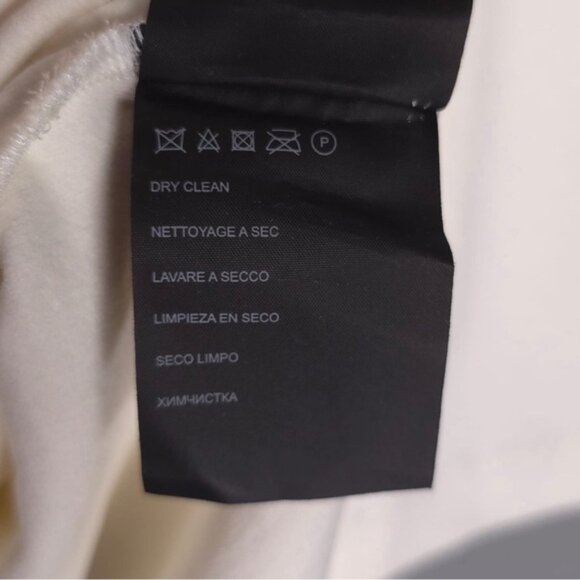 P
DRY CLEAN
NETTOYAGE A SEC
LAVARE A SECCO
LIMPIEZA EN SECO
SECO LIMPO
ХИМЧИСТКА